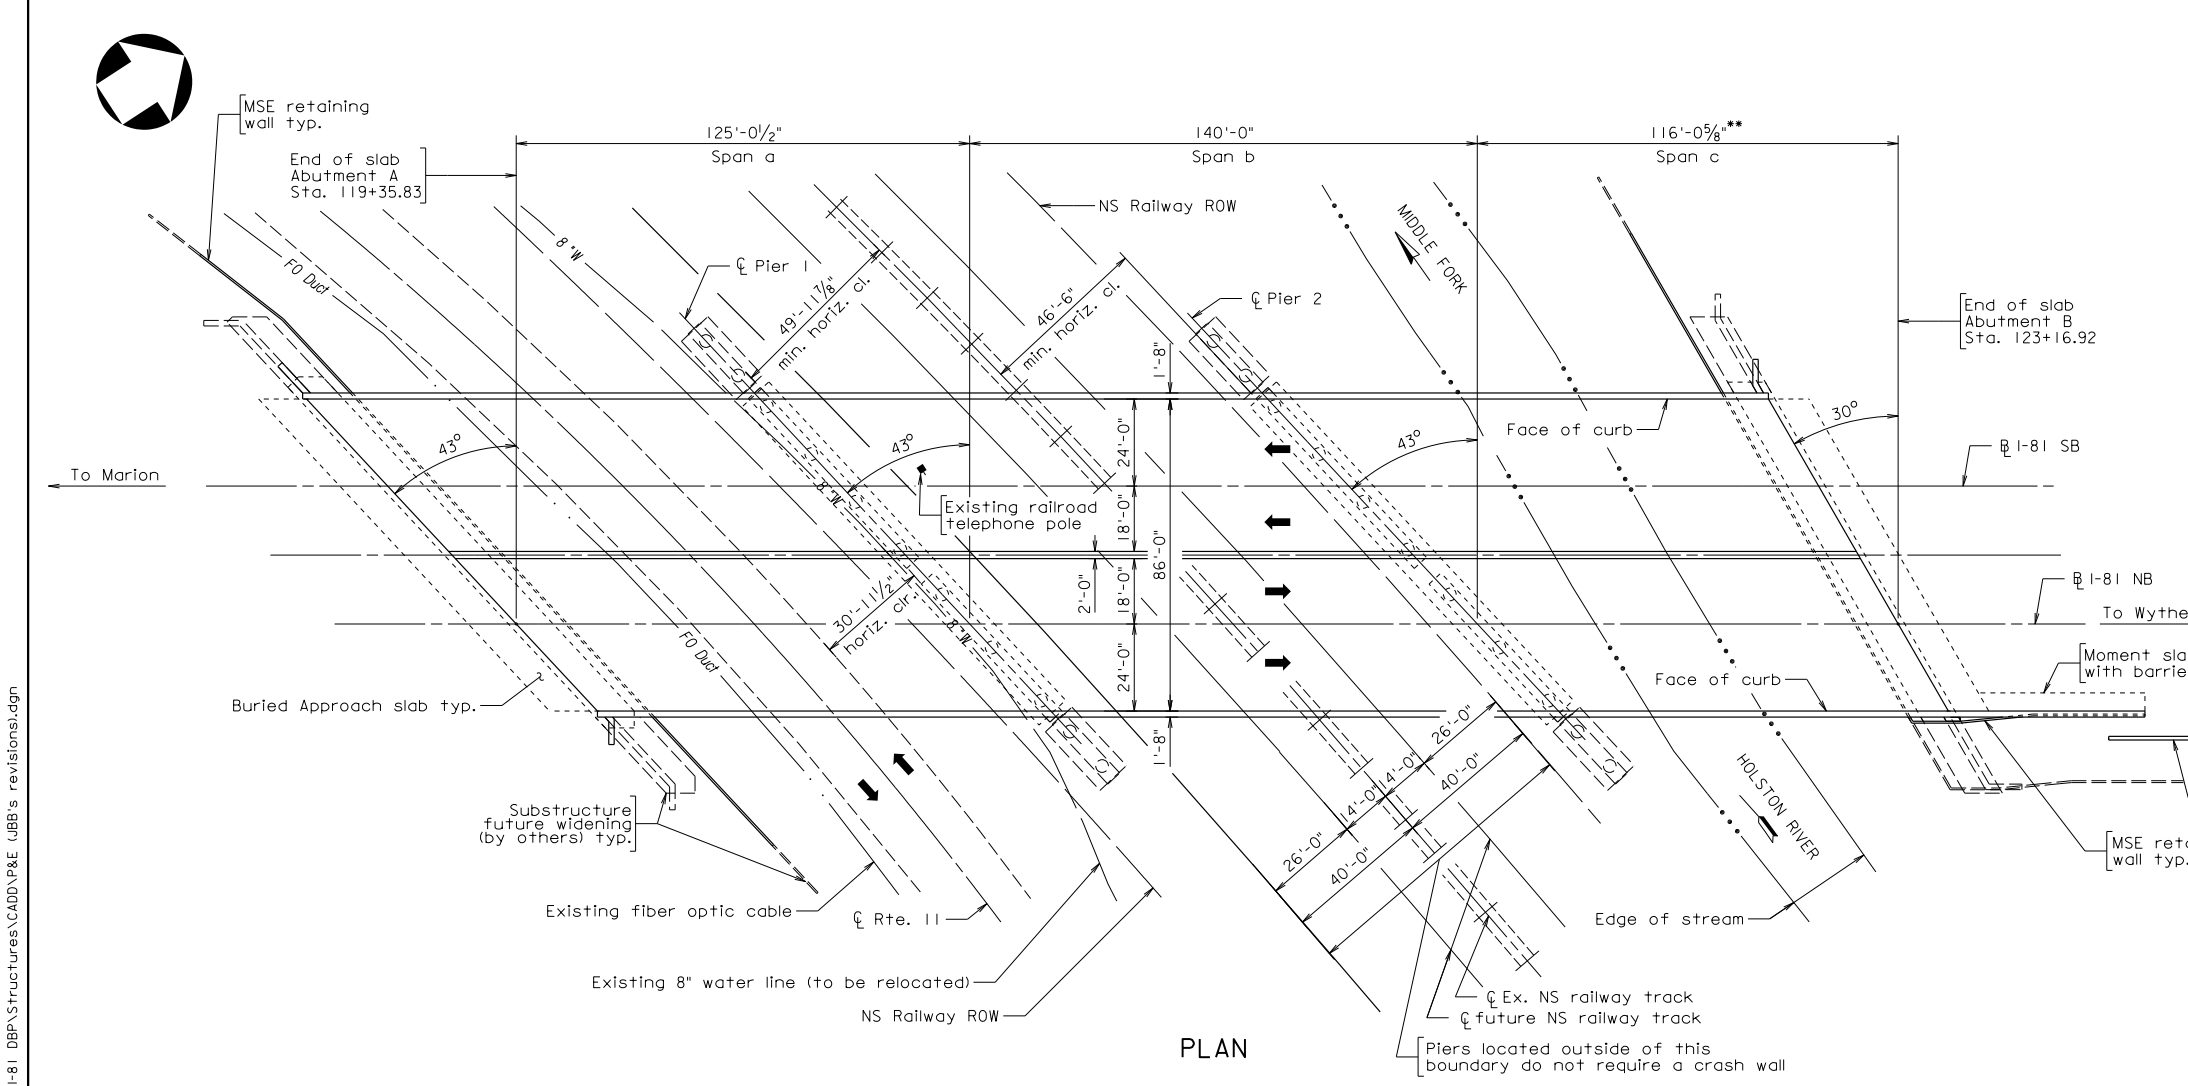 MSE retaining
wall typ.
End of slab
Abutment A
Sta. 119+35.83
125'-0½"
Span a
140'-0"
Span b
116'-0⅝"**
Span c
NS Railway ROW
MIDDLE FORK
8"W
FO Duct
℄ Pier 1
49'-11⅞"
min. horiz. cl.
46'-6"
min. horiz. cl.
℄ Pier 2
End of slab
Abutment B
Sta. 123+16.92
1'-8"
43°
43°
43°
30°
24'-0"
Face of curb
B̲L I-81 SB
To Marion
8"W
Existing railroad
telephone pole
18'-0"
86'-0"
2'-0"
18'-0"
B̲L I-81 NB
To Wythe
30'-11½"
horiz. clr.
8"W
FO Duct
24'-0"
Moment sla
with barrie
Face of curb
Buried Approach slab typ.
1'-8"
26'-0"
14'-0"
14'-0"
26'-0"
40'-0"
40'-0"
HOLSTON RIVER
Substructure
future widening
(by others) typ.
MSE reta
wall typ.
Existing fiber optic cable
℄ Rte. 11
Edge of stream
Existing 8" water line (to be relocated)
NS Railway ROW
℄ Ex. NS railway track
℄ future NS railway track
Piers located outside of this
boundary do not require a crash wall
PLAN
I-81 DBP\Structures\CADD\P&E (JBB's revisions).dgn